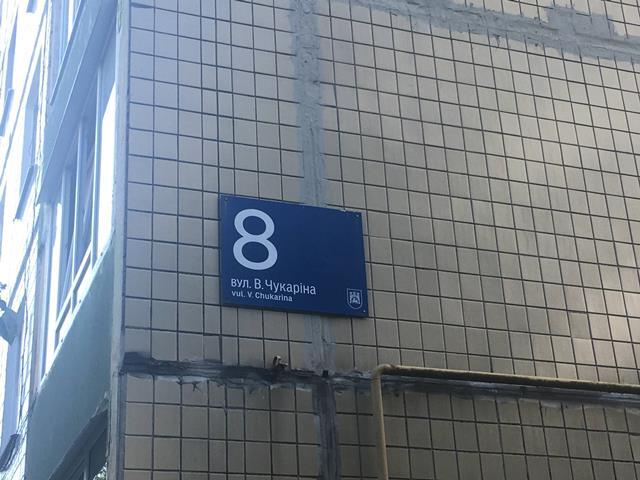 8
вул. В. Чукаріна
vul. V. Chukarina